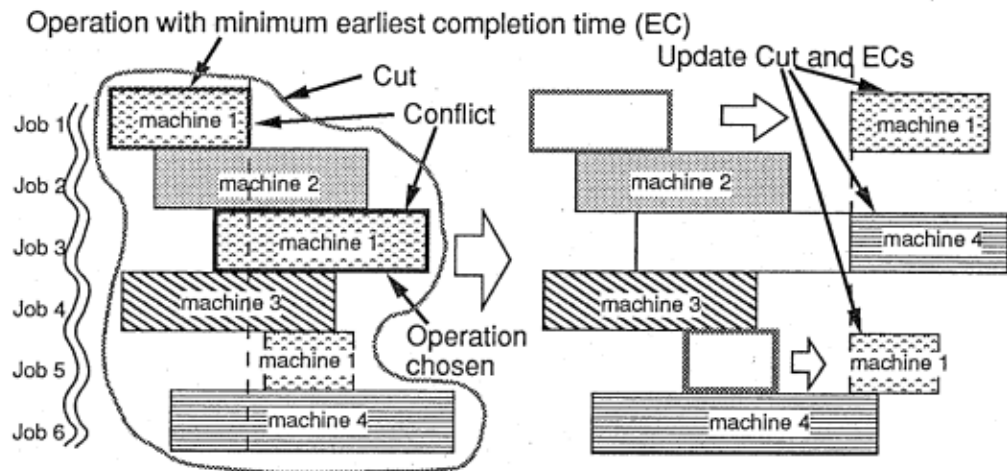 Operation with minimum earliest completion time (EC)
Update Cut and ECs
Cut
Conflict
Job 1
machine 1
machine 1
Job 2
machine 2
machine 2
Job 3
machine 1
machine 4
Job 4
machine 3
machine 3
Operation
chosen
Job 5
machine 1
machine 1
Job 6
machine 4
machine 4